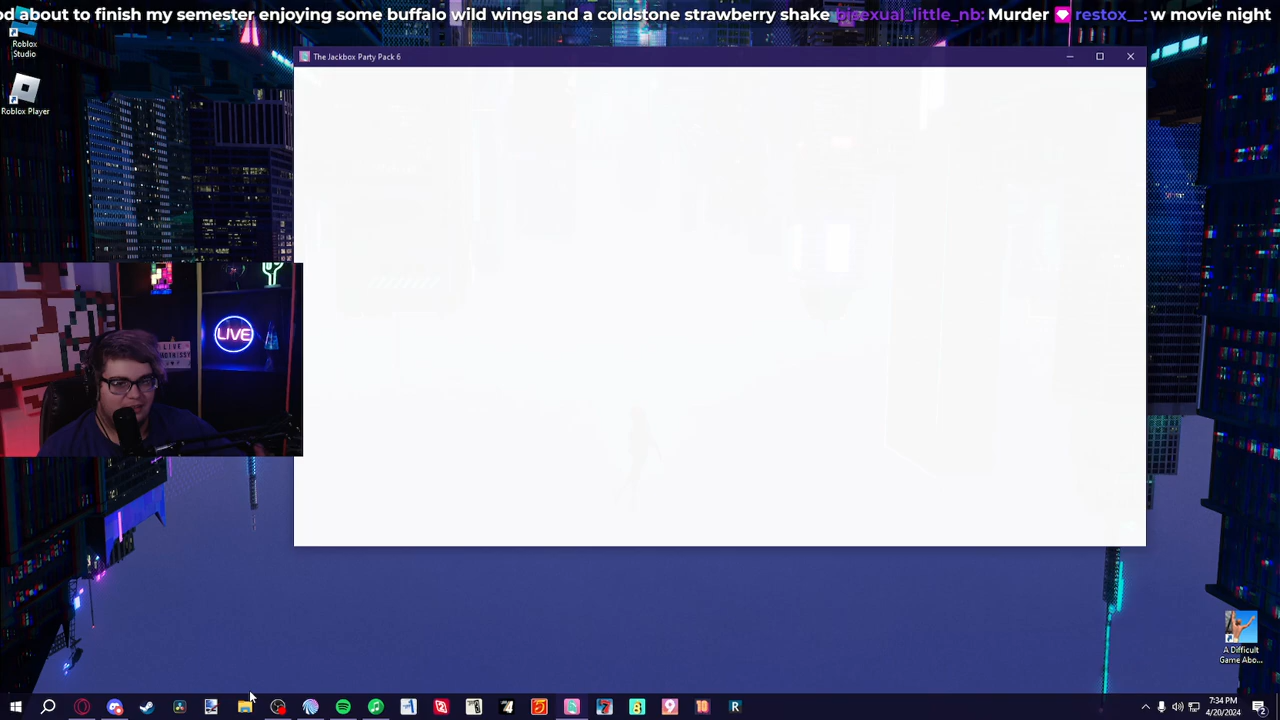 od about to finish my semester enjoying some buffalo wild wings and a coldstone strawberry shake bisexual_little_nb: Murder restox__: w movie night
Roblox
Studio
Roblox Player
The Jackbox Party Pack 6
LIVE
LIVE
A Difficult
Game Abo...
7:34 PM
4/20/2024
2